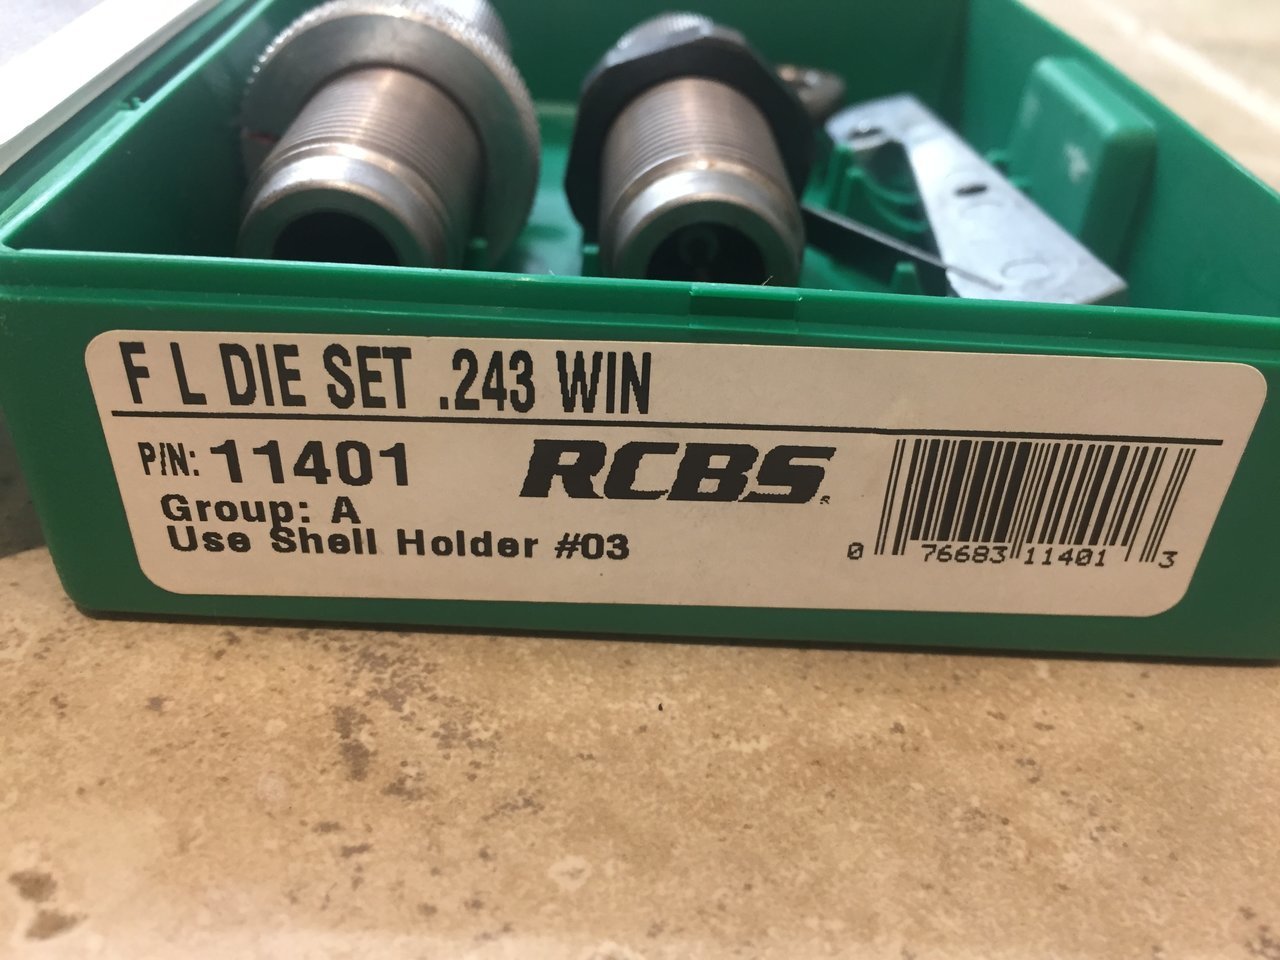 F L DIE SET .243 WIN
P/N: 11401
RCBS
Group: A
Use Shell Holder #03
0 76683 11401 3